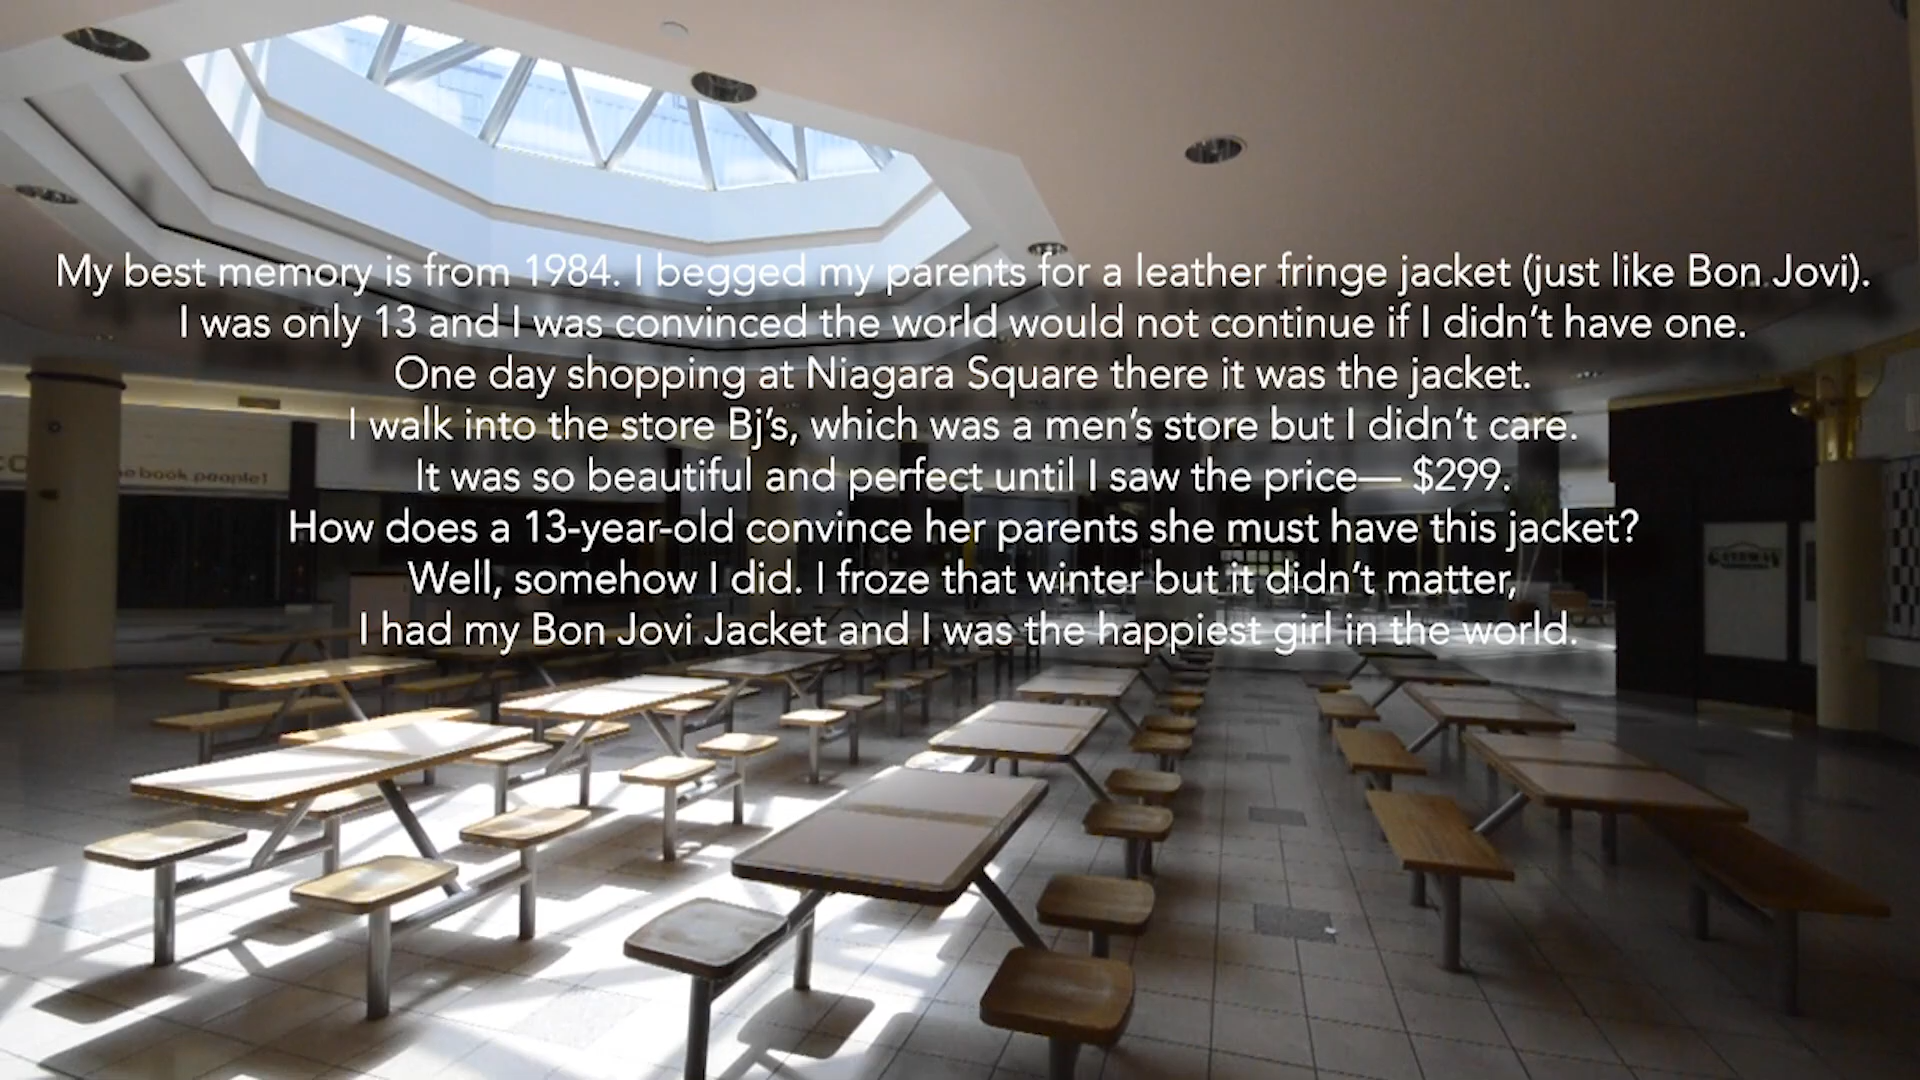 My best memory is from 1984. I begged my parents for a leather fringe jacket (just like Bon Jovi).
I was only 13 and I was convinced the world would not continue if I didn’t have one.
One day shopping at Niagara Square there it was the jacket.
I walk into the store Bj’s, which was a men’s store but I didn’t care.
It was so beautiful and perfect until I saw the price— $299.
How does a 13-year-old convince her parents she must have this jacket?
Well, somehow I did. I froze that winter but it didn’t matter,
I had my Bon Jovi Jacket and I was the happiest girl in the world.
book people!